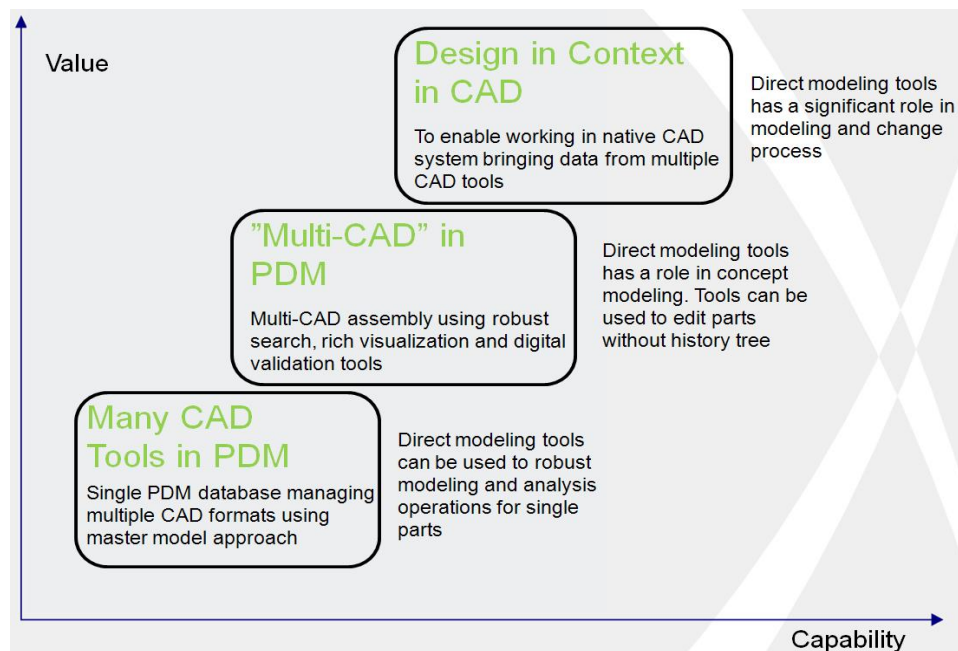 Value
Design in Context
in CAD
To enable working in native CAD
system bringing data from multiple
CAD tools
Direct modeling tools
has a significant role in
modeling and change
process
”Multi-CAD” in
PDM
Multi-CAD assembly using robust
search, rich visualization and digital
validation tools
Direct modeling tools
has a role in concept
modeling. Tools can be
used to edit parts
without history tree
Many CAD
Tools in PDM
Single PDM database managing
multiple CAD formats using
master model approach
Direct modeling tools
can be used to robust
modeling and analysis
operations for single
parts
Capability